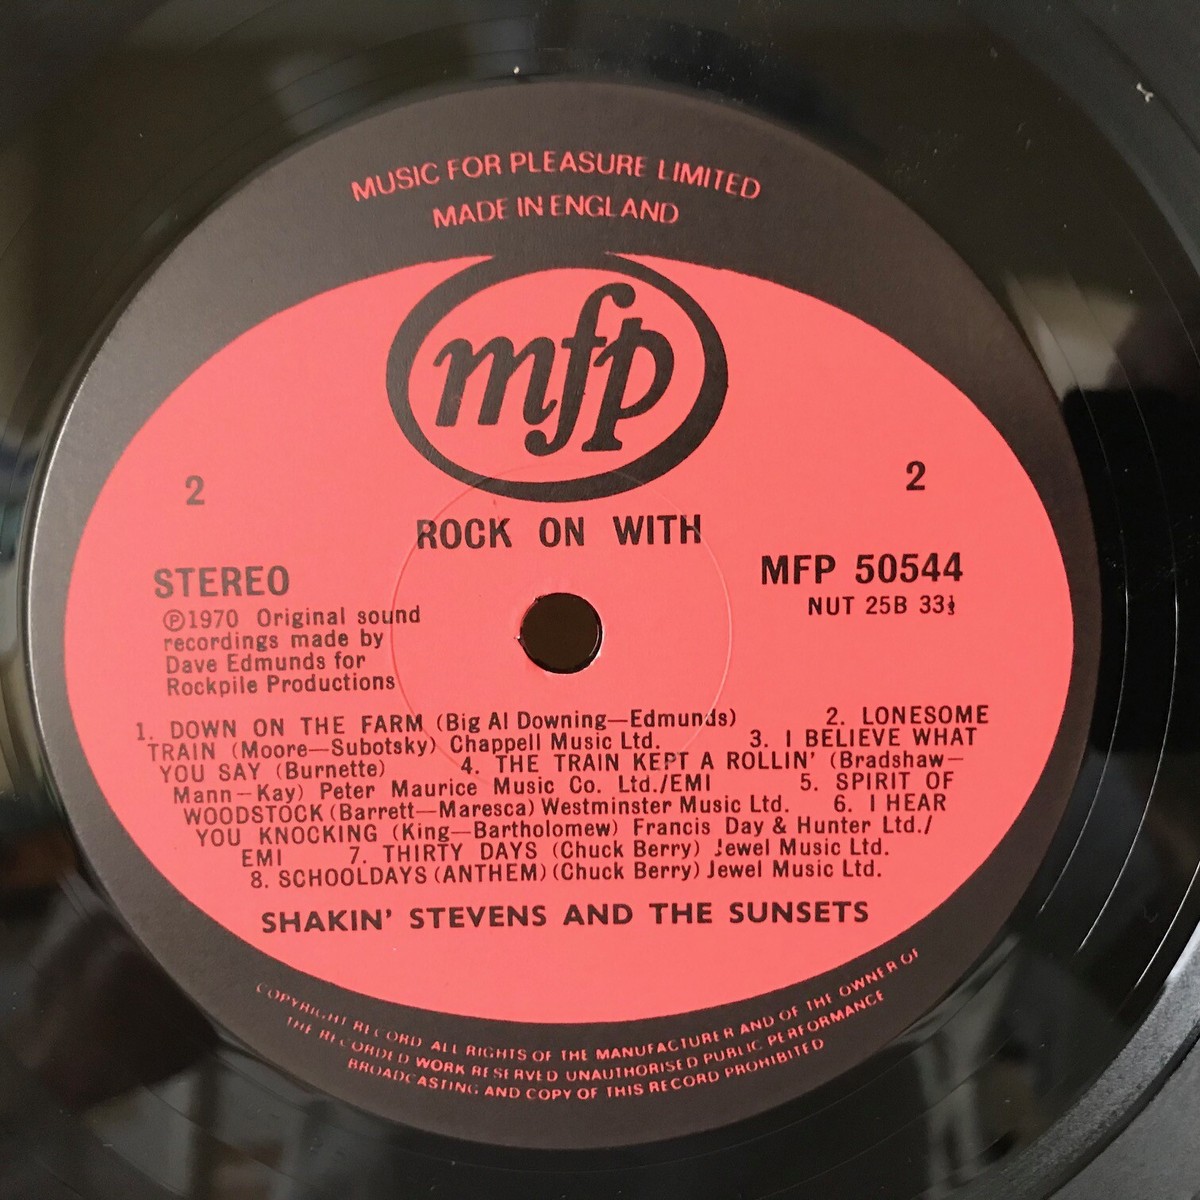 MUSIC FOR PLEASURE LIMITED
MADE IN ENGLAND
mfp
2 2
ROCK ON WITH
STEREO MFP 50544
NUT 25B 33⅓
Ⓟ1970 Original sound
recordings made by
Dave Edmunds for
Rockpile Productions
1. DOWN ON THE FARM (Big Al Downing—Edmunds) 2. LONESOME
TRAIN (Moore—Subotsky) Chappell Music Ltd. 3. I BELIEVE WHAT
YOU SAY (Burnette) 4. THE TRAIN KEPT A ROLLIN' (Bradshaw—
Mann—Kay) Peter Maurice Music Co. Ltd./EMI 5. SPIRIT OF
WOODSTOCK (Barrett—Maresca) Westminster Music Ltd. 6. I HEAR
YOU KNOCKING (King—Bartholomew) Francis Day & Hunter Ltd./
EMI 7. THIRTY DAYS (Chuck Berry) Jewel Music Ltd.
8. SCHOOLDAYS (ANTHEM) (Chuck Berry) Jewel Music Ltd.
SHAKIN' STEVENS AND THE SUNSETS
COPYRIGHT RECORD ALL RIGHTS OF THE MANUFACTURER AND OF THE OWNER OF
THE RECORDED WORK RESERVED UNAUTHORISED PUBLIC PERFORMANCE
BROADCASTING AND COPY OF THIS RECORD PROHIBITED